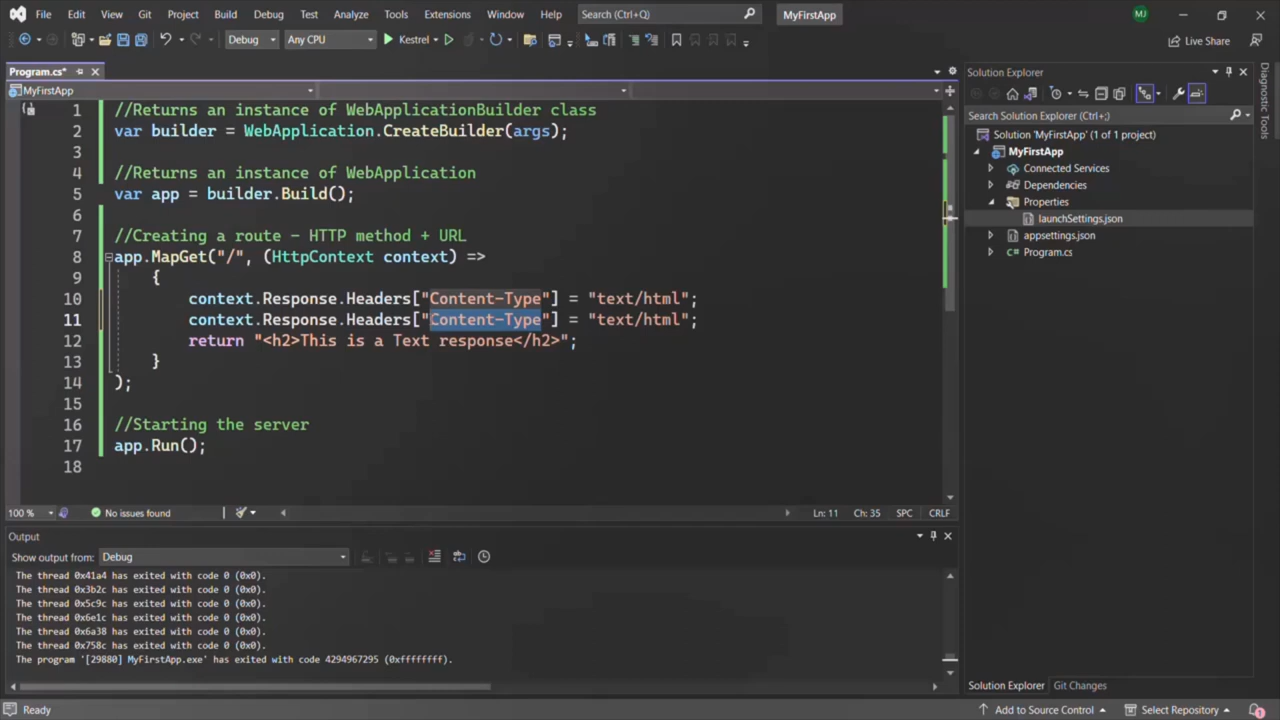 File Edit View Git Project Build Debug Test Analyze Tools Extensions Window Help Search (Ctrl+Q) MyFirstApp MJ
Debug Any CPU Kestrel Live Share
Program.cs* Solution Explorer
MyFirstApp
Search Solution Explorer (Ctrl+;)
Solution 'MyFirstApp' (1 of 1 project)
MyFirstApp
Connected Services
Dependencies
Properties
launchSettings.json
appsettings.json
Program.cs
Diagnostic Tools
1 //Returns an instance of WebApplicationBuilder class
2 var builder = WebApplication.CreateBuilder(args);
3
4 //Returns an instance of WebApplication
5 var app = builder.Build();
6
7 //Creating a route - HTTP method + URL
8 app.MapGet("/", (HttpContext context) =>
9 {
10 context.Response.Headers["Content-Type"] = "text/html";
11 context.Response.Headers["Content-Type"] = "text/html";
12 return "<h2>This is a Text response</h2>";
13 }
14 );
15
16 //Starting the server
17 app.Run();
18
100 % No issues found Ln: 11 Ch: 35 SPC CRLF
Output
Show output from: Debug
The thread 0x41a4 has exited with code 0 (0x0).
The thread 0x3b2c has exited with code 0 (0x0).
The thread 0x5c9c has exited with code 0 (0x0).
The thread 0x6e1c has exited with code 0 (0x0).
The thread 0x6a38 has exited with code 0 (0x0).
The thread 0x758c has exited with code 0 (0x0).
The program '[29880] MyFirstApp.exe' has exited with code 4294967295 (0xffffffff).
Solution Explorer Git Changes
Ready Add to Source Control Select Repository 1